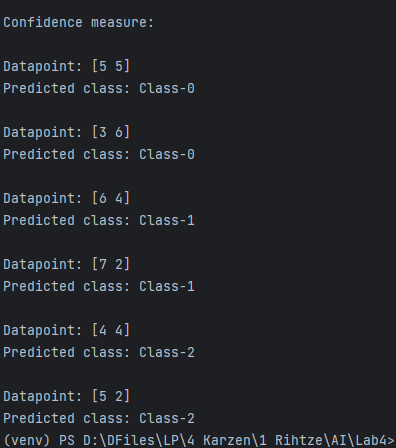 Confidence measure:
Datapoint: [5 5]
Predicted class: Class-0
Datapoint: [3 6]
Predicted class: Class-0
Datapoint: [6 4]
Predicted class: Class-1
Datapoint: [7 2]
Predicted class: Class-1
Datapoint: [4 4]
Predicted class: Class-2
Datapoint: [5 2]
Predicted class: Class-2
(venv) PS D:\DFiles\LP\4 Karzen\1 Rihtze\AI\Lab4>